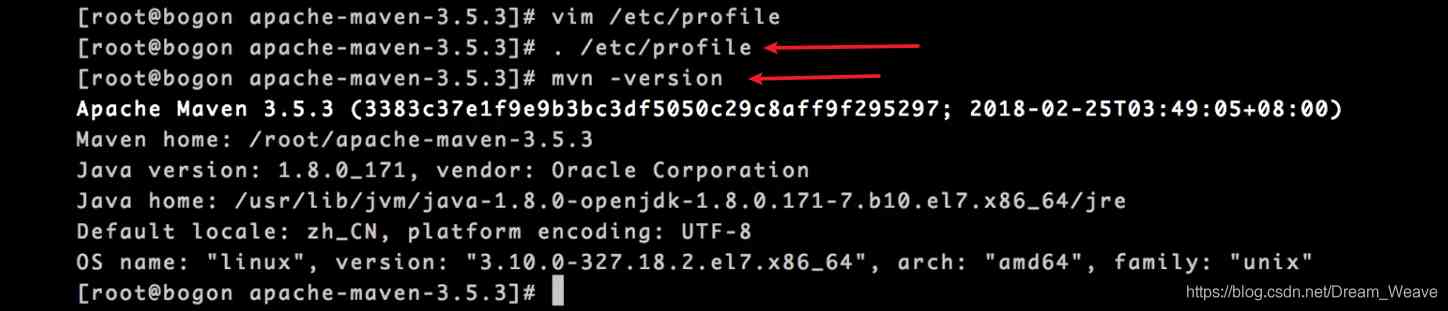 [root@bogon apache-maven-3.5.3]# vim /etc/profile
[root@bogon apache-maven-3.5.3]# . /etc/profile
[root@bogon apache-maven-3.5.3]# mvn -version
Apache Maven 3.5.3 (3383c37e1f9e9b3bc3df5050c29c8aff9f295297; 2018-02-25T03:49:05+08:00)
Maven home: /root/apache-maven-3.5.3
Java version: 1.8.0_171, vendor: Oracle Corporation
Java home: /usr/lib/jvm/java-1.8.0-openjdk-1.8.0.171-7.b10.el7.x86_64/jre
Default locale: zh_CN, platform encoding: UTF-8
OS name: "linux", version: "3.10.0-327.18.2.el7.x86_64", arch: "amd64", family: "unix"
[root@bogon apache-maven-3.5.3]#
https://blog.csdn.net/Dream_Weave